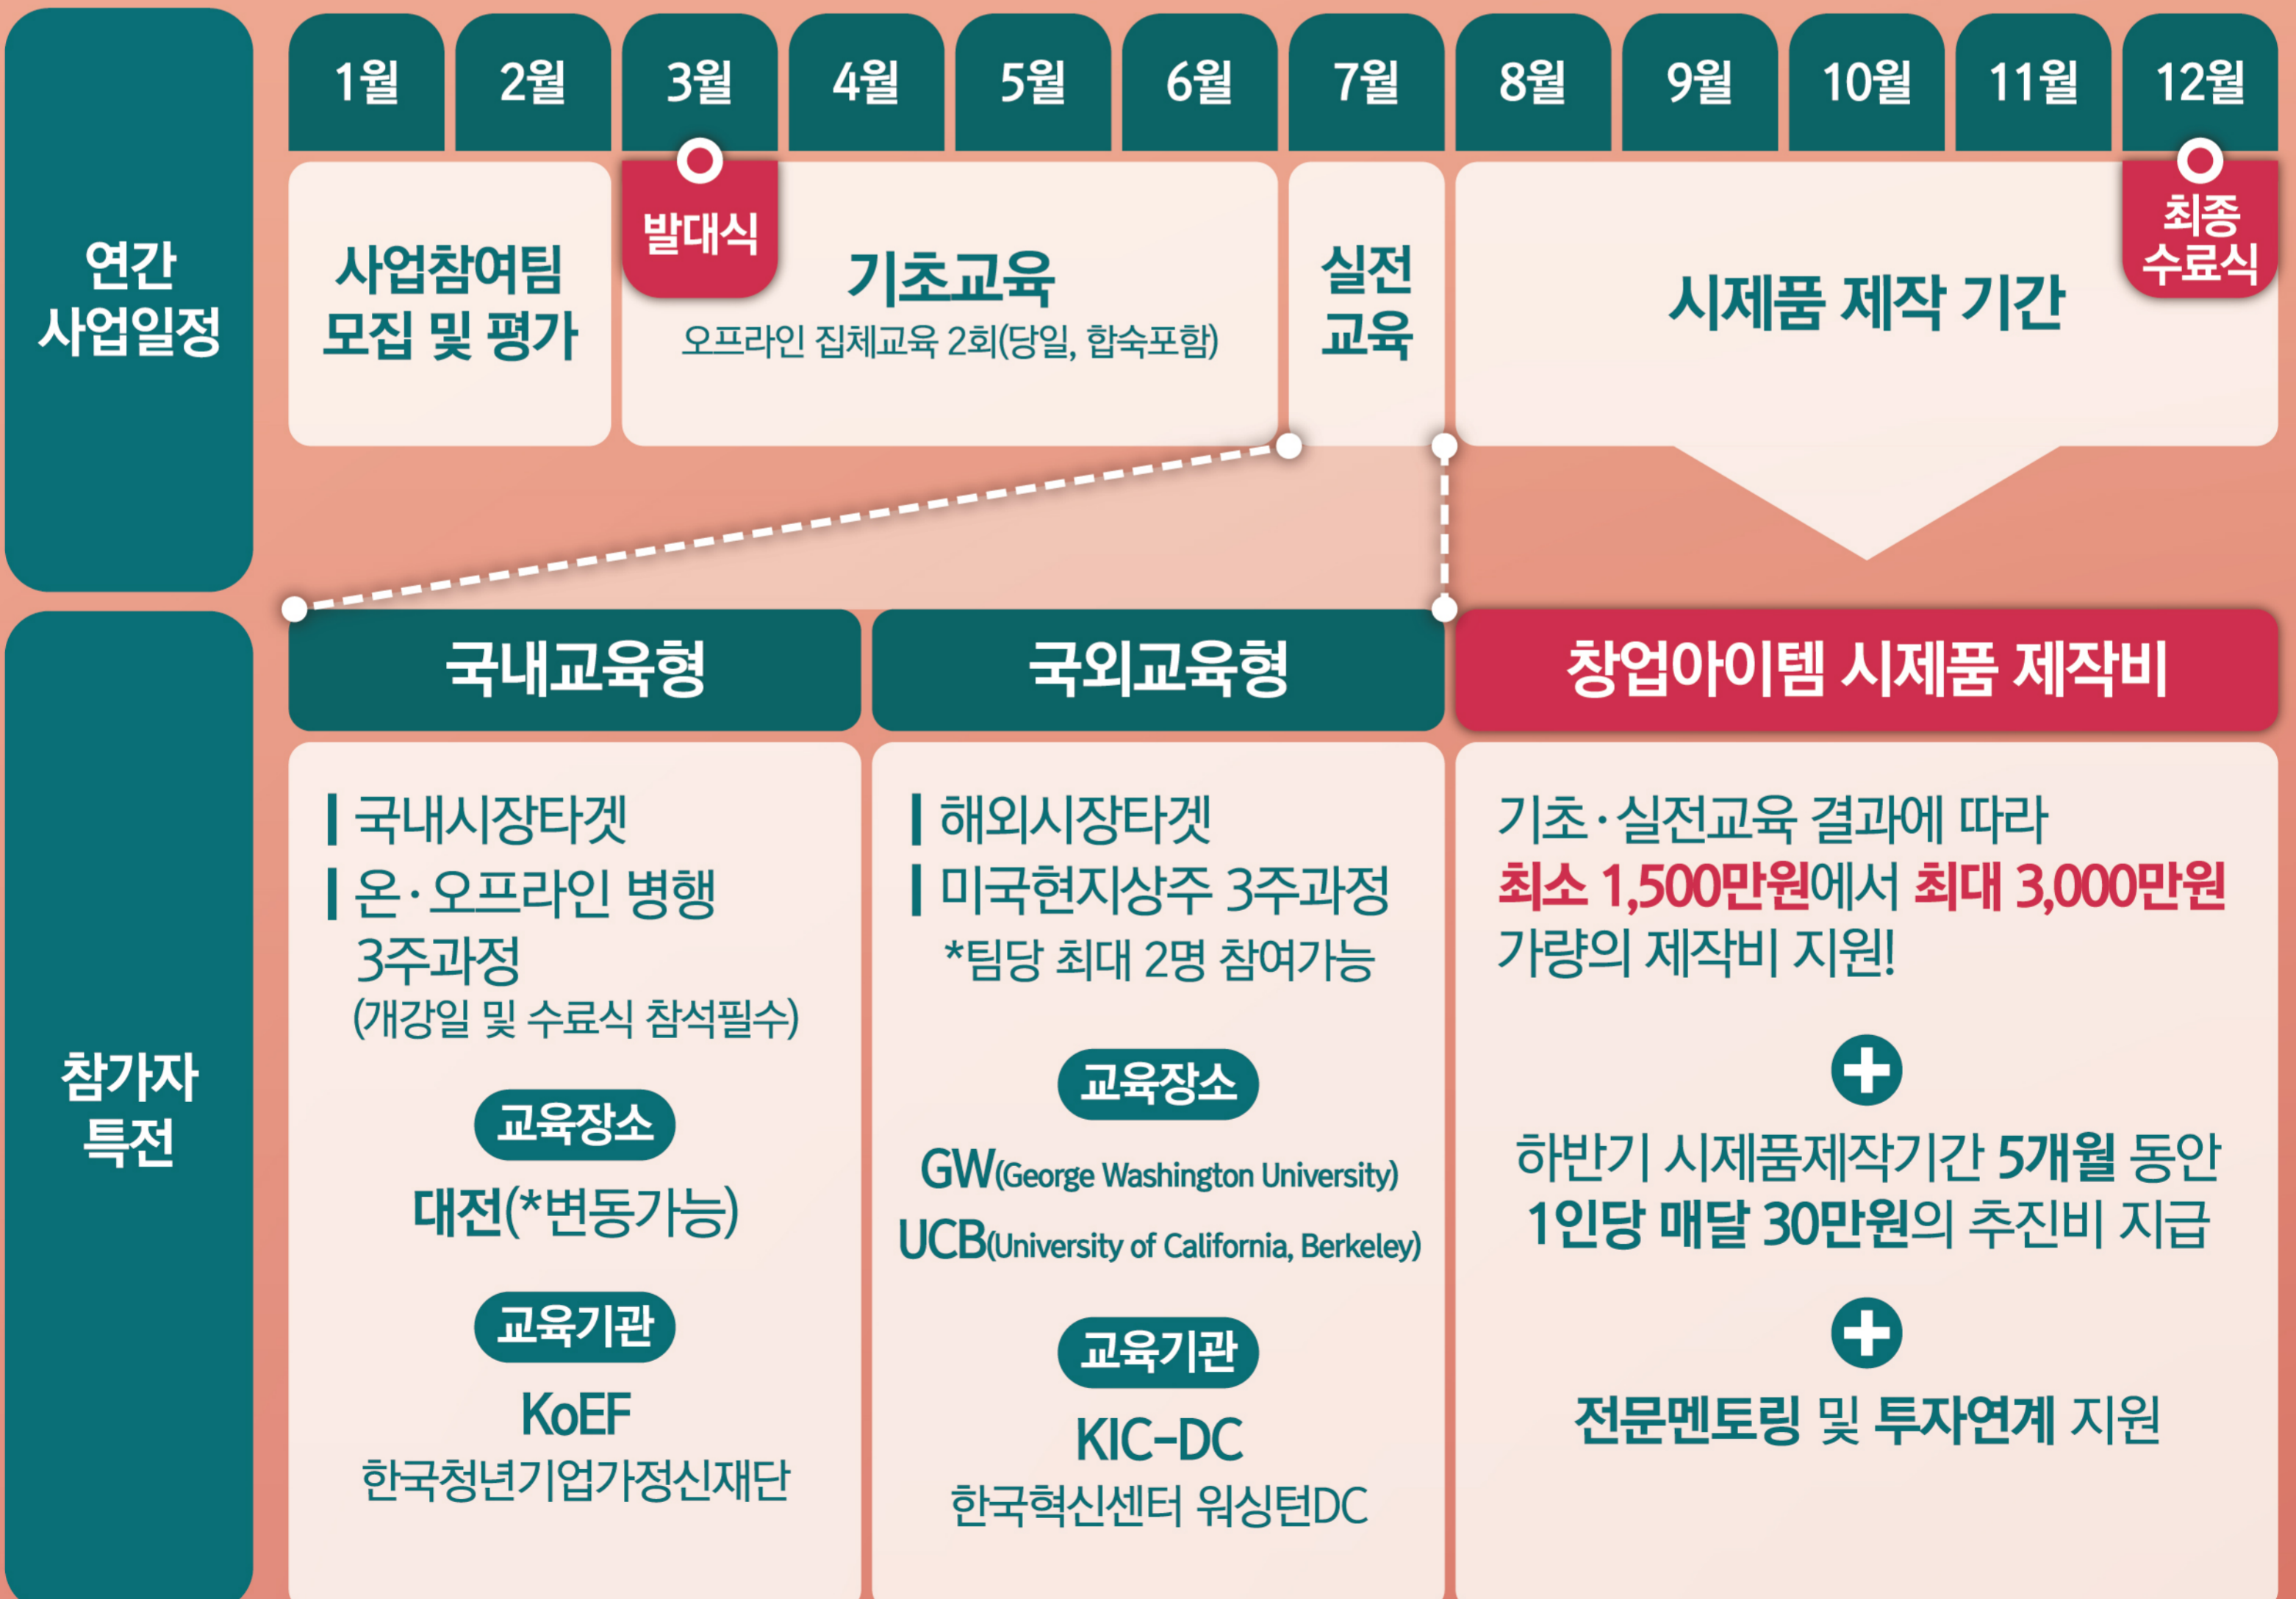 연간
사업일정
1월
2월
3월
4월
5월
6월
7월
8월
9월
10월
11월
12월
사업참여팀
모집 및 평가
발대식
기초교육
오프라인 집체교육 2회(당일, 합숙포함)
실전
교육
시제품 제작 기간
최종
수료식
참가자
특전
국내교육형
국내시장타겟
온·오프라인 병행
3주과정
(개강일 및 수료식 참석필수)
교육장소
대전(*변동가능)
교육기관
KoEF
한국청년기업가정신재단
국외교육형
해외시장타겟
미국현지상주 3주과정
*팀당 최대 2명 참여가능
교육장소
GW(George Washington University)
UCB(University of California, Berkeley)
교육기관
KIC-DC
한국혁신센터 워싱턴DC
창업아이템 시제품 제작비
기초·실전교육 결과에 따라
최소 1,500만원에서 최대 3,000만원
가량의 제작비 지원!
하반기 시제품제작기간 5개월 동안
1인당 매달 30만원의 추진비 지급
전문멘토링 및 투자연계 지원